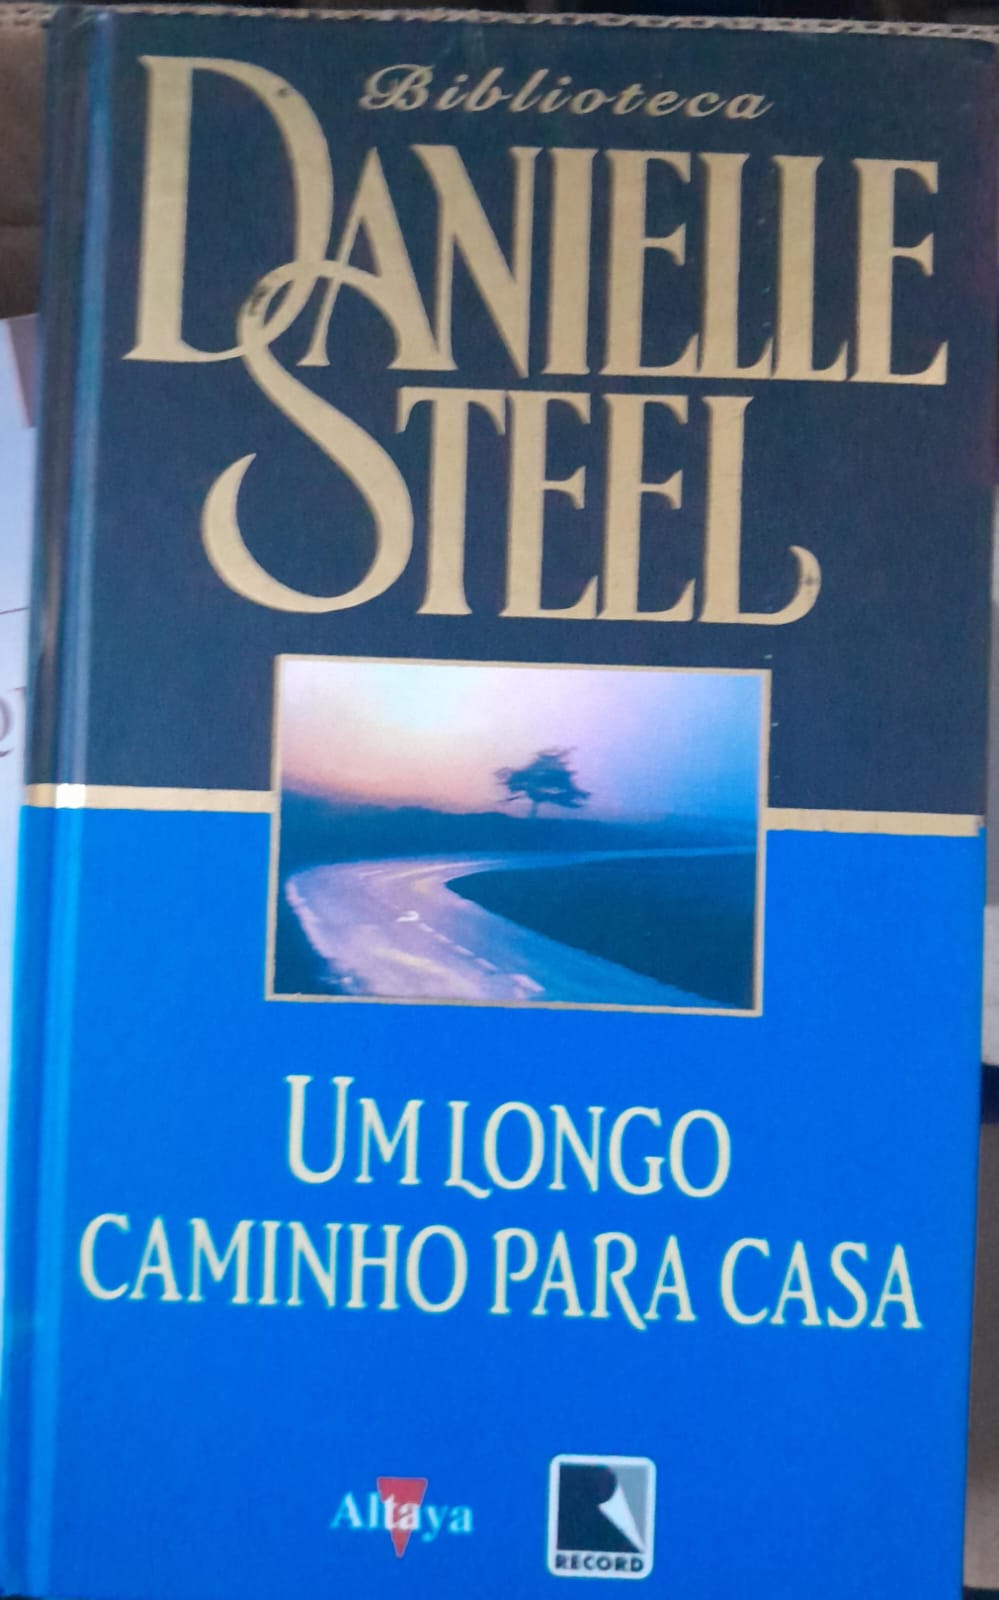 Biblioteca
DANIELLE
STEEL
UM LONGO
CAMINHO PARA CASA
Altaya
RECORD